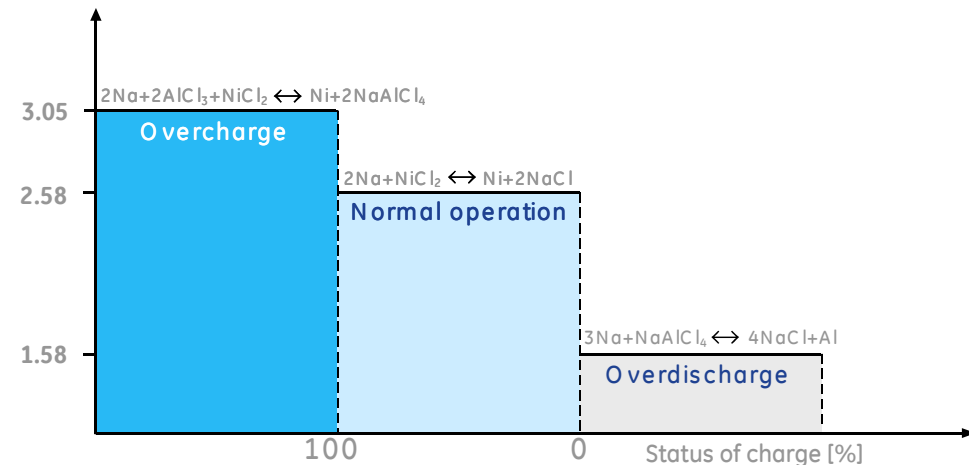 2Na+2AlCl₃+NiCl₂ ↔ Ni+2NaAlCl₄
3.05
Overcharge
2Na+NiCl₂ ↔ Ni+2NaCl
2.58
Normal operation
3Na+NaAlCl₄ ↔ 4NaCl+Al
1.58
Overdischarge
100
0
Status of charge [%]